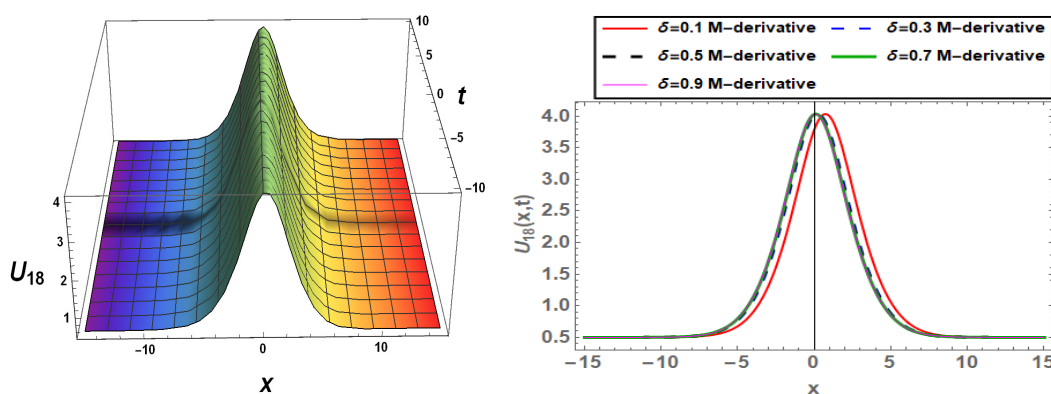 10
5
0
−5
−10
t
4
3
2
1
U18
−10
0
10
x
δ=0.1 M−derivative
δ=0.3 M−derivative
δ=0.5 M−derivative
δ=0.7 M−derivative
δ=0.9 M−derivative
4.0
3.5
3.0
2.5
2.0
1.5
1.0
0.5
U18(x,t)
−15
−10
−5
0
5
10
15
x